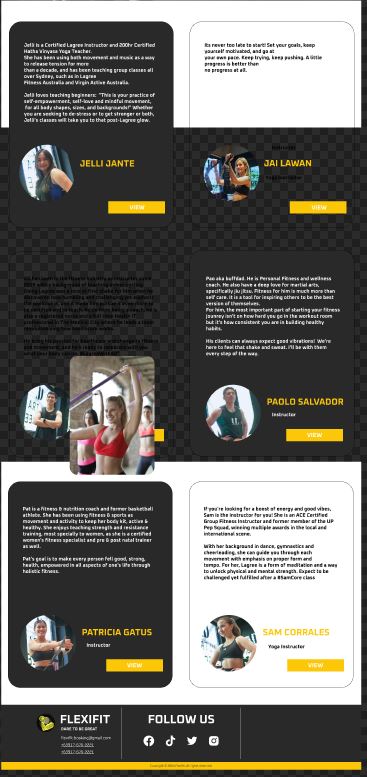 Jelli is a Certified Lagree Instructor and 200hr Certified
Hatha Vinyasa Yoga Teacher.
She has been using both movement and music as a way
to release tension for more
than a decade, and has been teaching group classes all
over Sydney, such as in Lagree
Fitness Australia and Virgin Active Australia.
Jelli loves teaching beginners: "This is your practice of
self-empowerment, self-love and mindful movement,
for all body shapes, sizes, and backgrounds!" Whether
you are seeking to de-stress or to get stronger or both,
Jelli's classes will take you to that post-Lagree glow.
JELLI JANTE
VIEW
Its never too late to start! Set your goals, keep
yourself motivated, and go at
your own pace. Keep trying, keep pushing. A little
progress is better than
no progress at all.
Instructor
JAI LAWAN
Yoga Instructor
VIEW
Pao aka buffdad. He is Personal Fitness and wellness
coach. He also have a deep love for martial arts,
specifically jiu jitsu. Fitness for him is much more than
self care. it is a tool for inspiring others to be the best
version of themselves.
For him, the most important part of starting your fitness
journey isn't on how hard you go in the workout room
but it's how consistent you are in building healthy
habits.
His clients can always expect good vibrations! We're
here to feel that shake and sweat. I'll be with them
every step of the way.
PAOLO SALVADOR
Instructor
VIEW
Pat is a fitness & nutrition coach and former basketball
athlete. She has been using fitness & sports as
movement and activity to keep her body kit, active &
healthy. She enjoys teaching strength and resistance
training, most specially to women, as she is a certified
women's fitness specialist and pre & post natal trainer
as well.
Pat's goal is to make every person fell good, strong,
health, empowered in all aspects of one's life through
holistic fitness.
PATRICIA GATUS
Instructor
VIEW
If you're looking for a boost of energy and good vibes,
Sam is the instructor for you! She is an ACE Certified
Group Fitness Instructor and former member of the UP
Pep Squad, winning multiple awards in the local and
international scene.
With her background in dance, gymnastics and
cheerleading, she can guide you through each
movement with emphasis on proper form and
tempo. For her, Lagree is a form of meditation and a way
to unlock physical and mental strength. Expect to be
challenged yet fulfilled after a #SamCore class
SAM CORRALES
Yoga Instructor
VIEW
FLEXIFIT
DARE TO BE GREAT
FOLLOW US